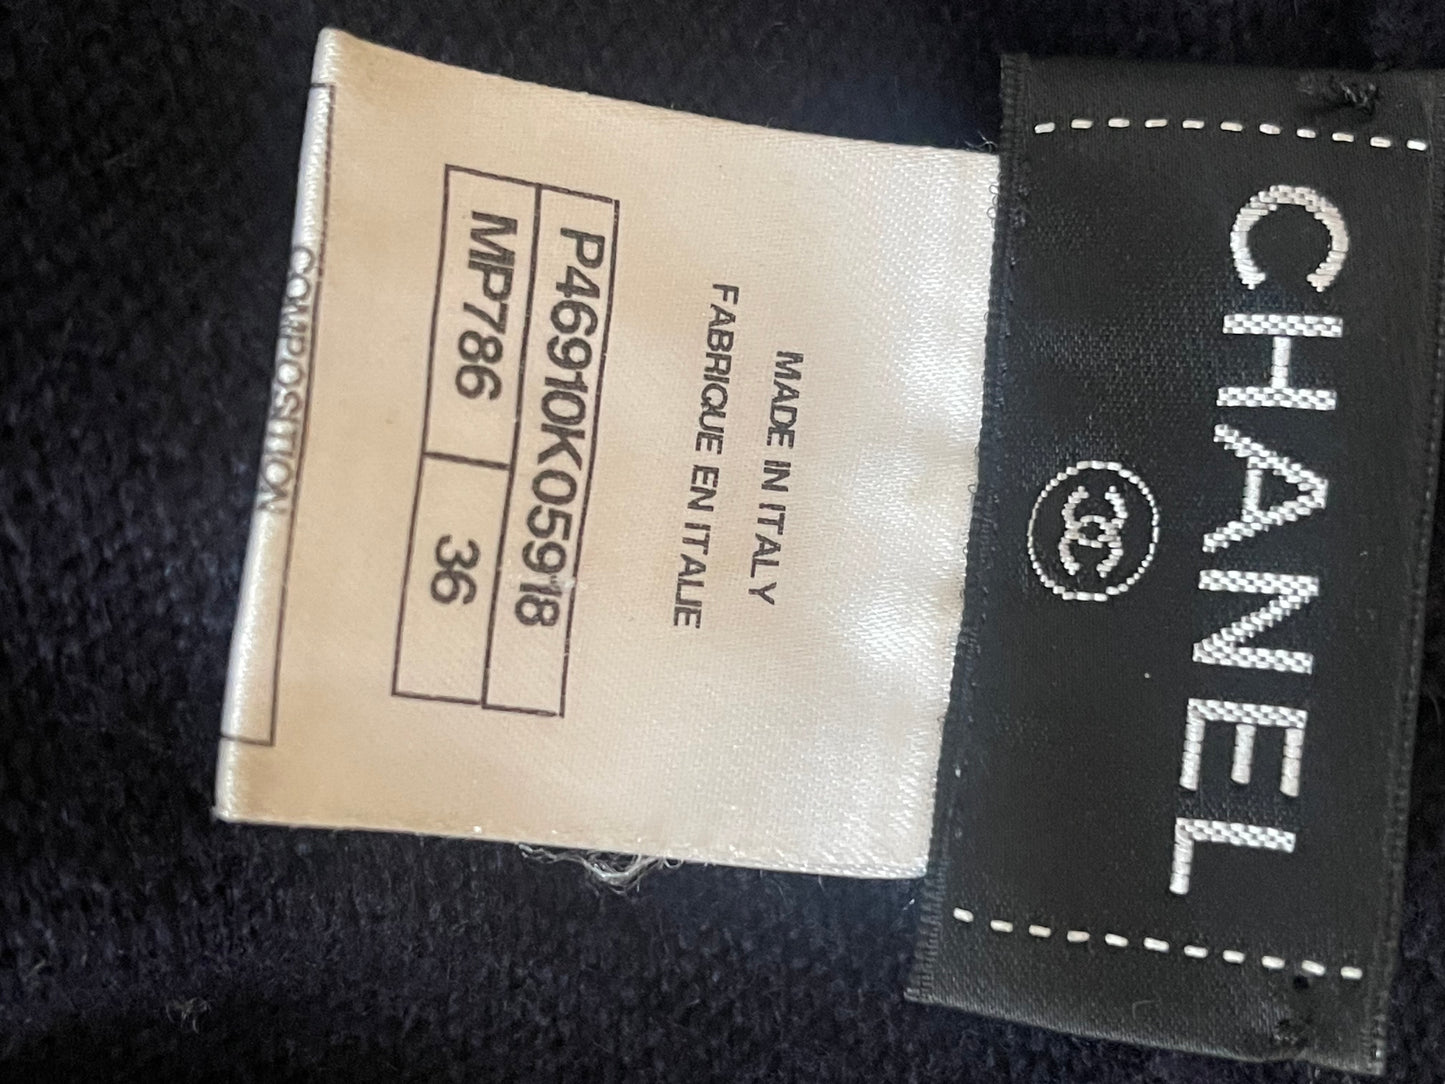 CHANEL
MADE IN ITALY
FABRIQUE EN ITALIE
P46910K05918
MP786 36
COMPOSITION